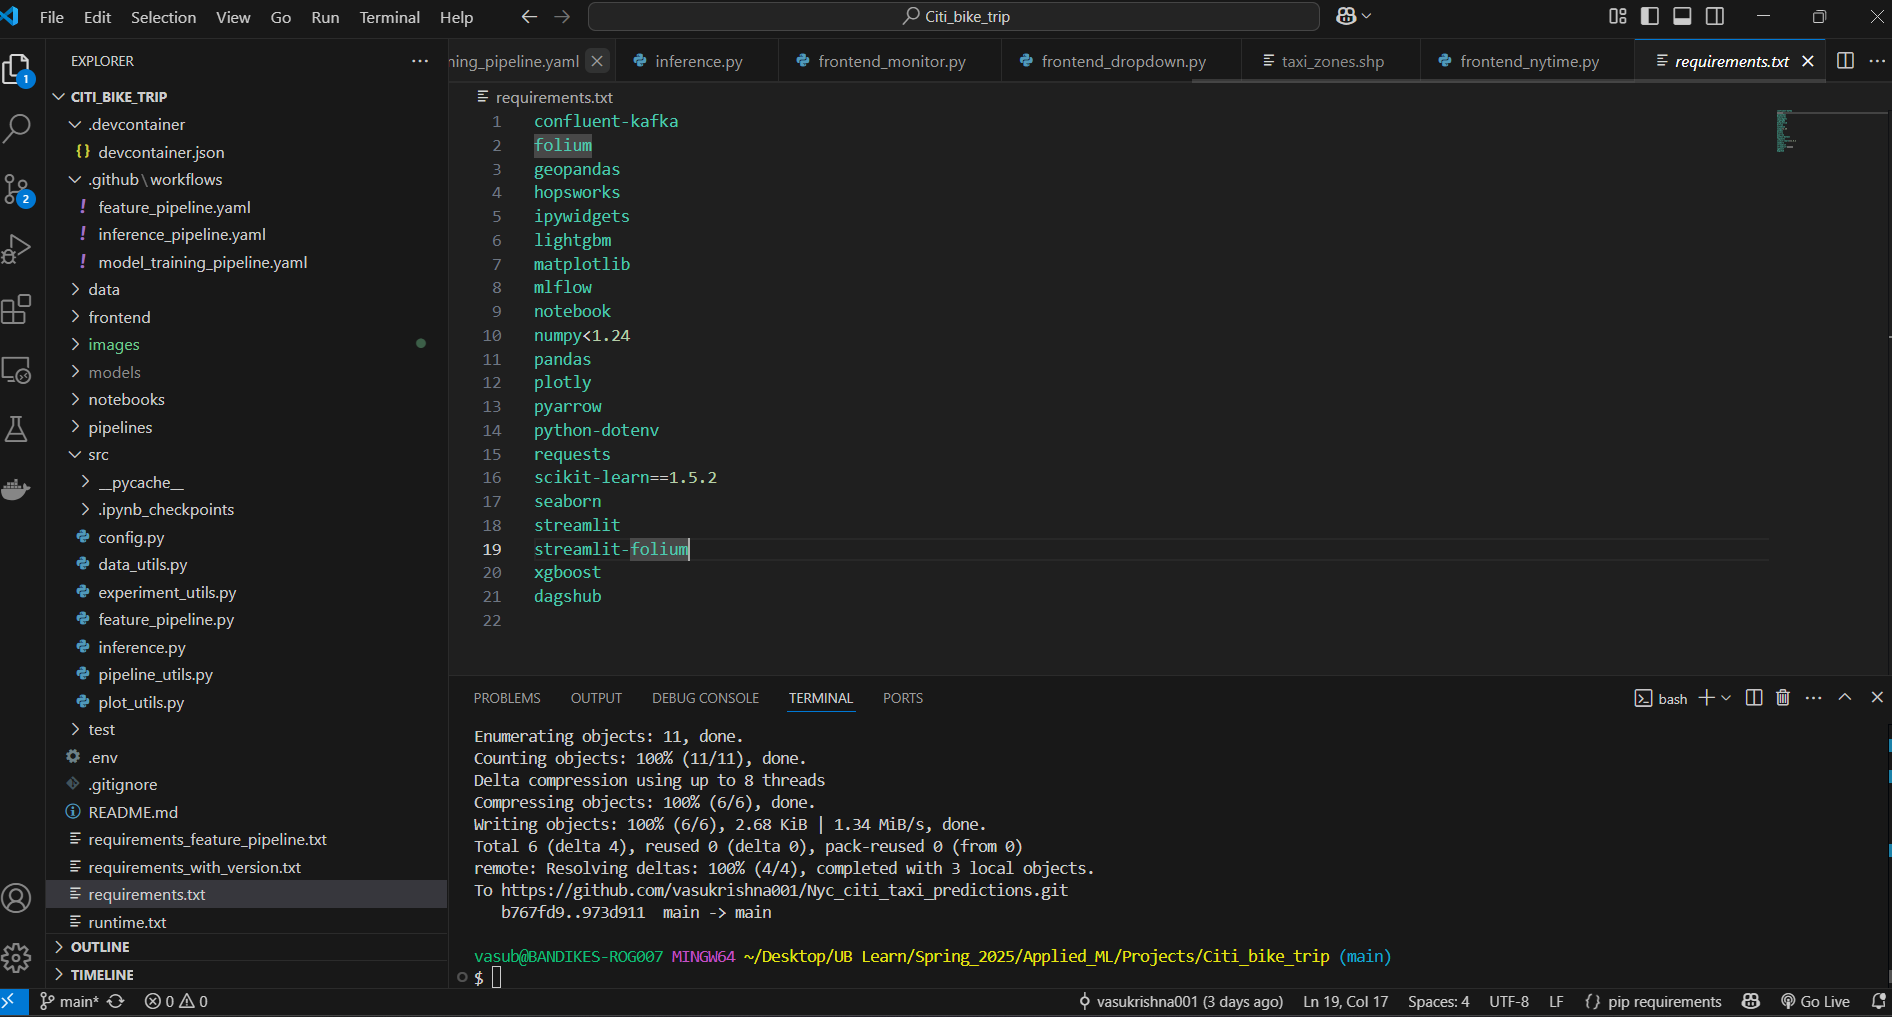 File Edit Selection View Go Run Terminal Help
Citi_bike_trip
EXPLORER
CITI_BIKE_TRIP
.devcontainer
devcontainer.json
.github\workflows
feature_pipeline.yaml
inference_pipeline.yaml
model_training_pipeline.yaml
data
frontend
images
models
notebooks
pipelines
src
__pycache__
.ipynb_checkpoints
config.py
data_utils.py
experiment_utils.py
feature_pipeline.py
inference.py
pipeline_utils.py
plot_utils.py
test
.env
.gitignore
README.md
requirements_feature_pipeline.txt
requirements_with_version.txt
requirements.txt
runtime.txt
OUTLINE
TIMELINE
1
2
ning_pipeline.yaml inference.py frontend_monitor.py frontend_dropdown.py taxi_zones.shp frontend_nytime.py requirements.txt
requirements.txt
1 confluent-kafka
2 folium
3 geopandas
4 hopsworks
5 ipywidgets
6 lightgbm
7 matplotlib
8 mlflow
9 notebook
10 numpy<1.24
11 pandas
12 plotly
13 pyarrow
14 python-dotenv
15 requests
16 scikit-learn==1.5.2
17 seaborn
18 streamlit
19 streamlit-folium
20 xgboost
21 dagshub
22
PROBLEMS OUTPUT DEBUG CONSOLE TERMINAL PORTS
bash
Enumerating objects: 11, done.
Counting objects: 100% (11/11), done.
Delta compression using up to 8 threads
Compressing objects: 100% (6/6), done.
Writing objects: 100% (6/6), 2.68 KiB | 1.34 MiB/s, done.
Total 6 (delta 4), reused 0 (delta 0), pack-reused 0 (from 0)
remote: Resolving deltas: 100% (4/4), completed with 3 local objects.
To https://github.com/vasukrishna001/Nyc_citi_taxi_predictions.git
b767fd9..973d911 main -> main
vasub@BANDIKES-ROG007 MINGW64 ~/Desktop/UB Learn/Spring_2025/Applied_ML/Projects/Citi_bike_trip (main)
$
main* 0 0 vasukrishna001 (3 days ago) Ln 19, Col 17 Spaces: 4 UTF-8 LF {} pip requirements Go Live